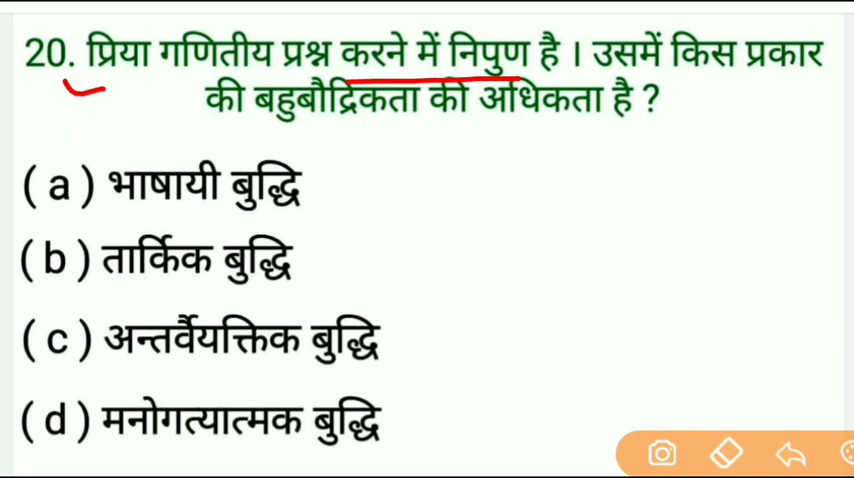 20. प्रिया गणितीय प्रश्न करने में निपुण है । उसमें किस प्रकार
की बहुबौद्रिकता की अधिकता है ?
( a ) भाषायी बुद्धि
( b ) तार्किक बुद्धि
( c ) अन्तर्वैयक्तिक बुद्धि
( d ) मनोगत्यात्मक बुद्धि